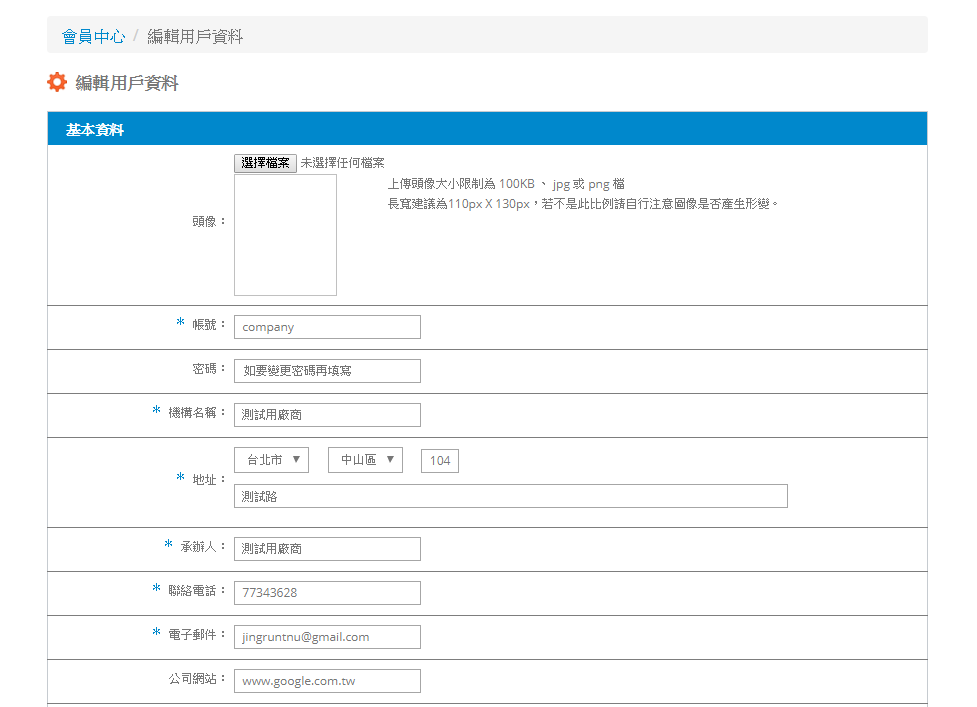 會員中心 / 編輯用戶資料
編輯用戶資料
基本資料
選擇檔案 未選擇任何檔案
上傳頭像大小限制為 100KB 、 jpg 或 png 檔
長寬建議為110px X 130px，若不是此比例請自行注意圖像是否產生形變。
頭像：
* 帳號： company
密碼： 如要變更密碼再填寫
* 機構名稱： 測試用廠商
台北市 ▼ 中山區 ▼ 104
* 地址：
測試路
* 承辦人： 測試用廠商
* 聯絡電話： 77343628
* 電子郵件： jingruntnu@gmail.com
公司網站： www.google.com.tw